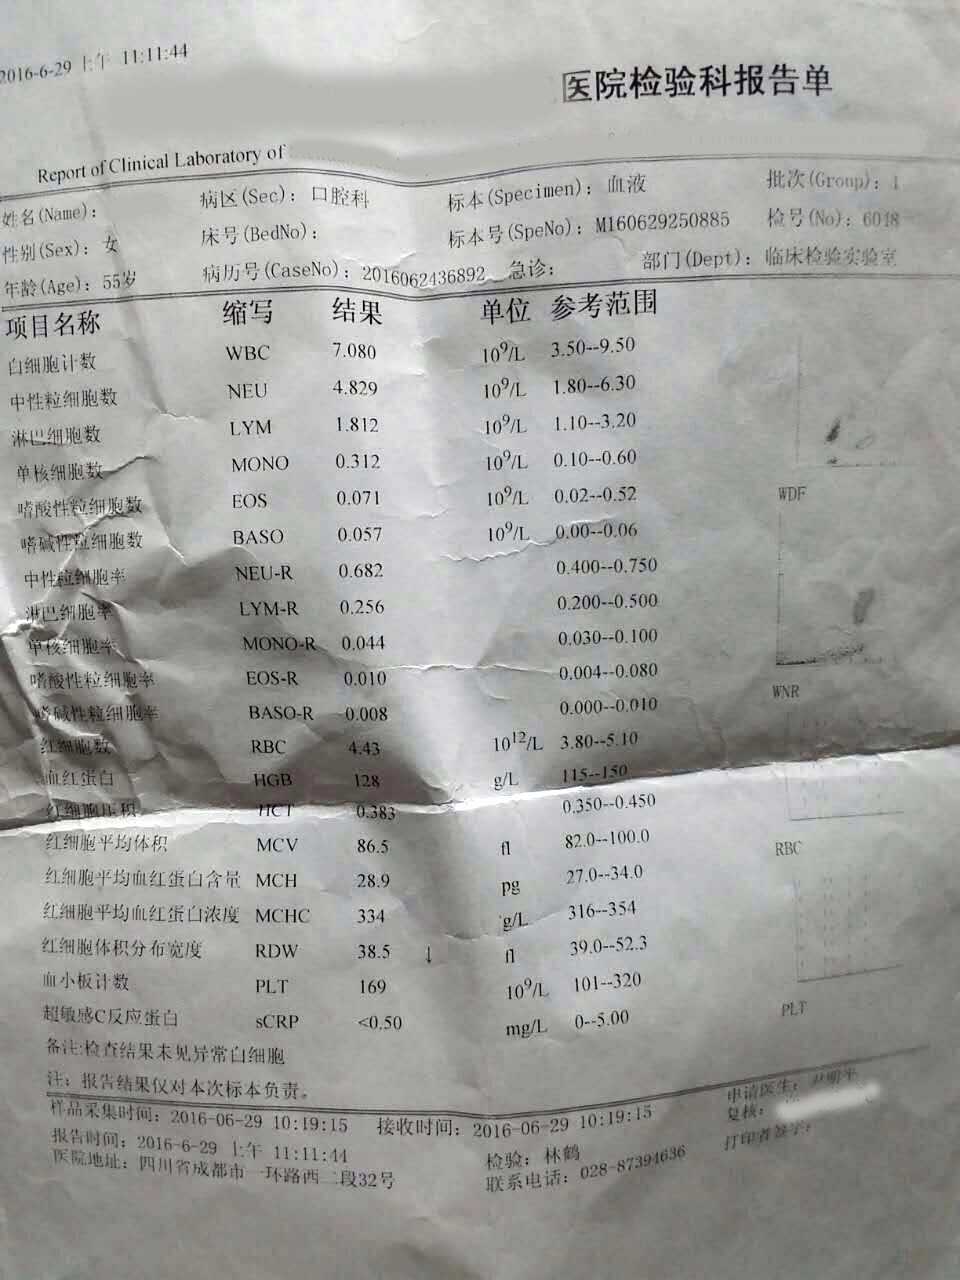 2016-6-29 上午 11:11:44
医院检验科报告单
Report of Clinical Laboratory of
姓名(Name)： 病区(Sec)：口腔科 标本(Specimen)：血液 批次(Group)：1
性别(Sex)：女 床号(BedNo)： 标本号(SpeNo)：M160629250885 检号(No)：6048
年龄(Age)：55岁 病历号(CaseNo)：2016062436892 急诊： 部门(Dept)：临床检验实验室
项目名称 缩写 结果 单位 参考范围
白细胞计数 WBC 7.080 10⁹/L 3.50--9.50
中性粒细胞数 NEU 4.829 10⁹/L 1.80--6.30
淋巴细胞数 LYM 1.812 10⁹/L 1.10--3.20
单核细胞数 MONO 0.312 10⁹/L 0.10--0.60
嗜酸性粒细胞数 EOS 0.071 10⁹/L 0.02--0.52
嗜碱性粒细胞数 BASO 0.057 10⁹/L 0.00--0.06
中性粒细胞率 NEU-R 0.682 0.400--0.750
淋巴细胞率 LYM-R 0.256 0.200--0.500
单核细胞率 MONO-R 0.044 0.030--0.100
嗜酸性粒细胞率 EOS-R 0.010 0.004--0.080
嗜碱性粒细胞率 BASO-R 0.008 0.000--0.010
红细胞数 RBC 4.43 10¹²/L 3.80--5.10
血红蛋白 HGB 128 g/L 115--150
红细胞压积 HCT 0.383 0.350--0.450
红细胞平均体积 MCV 86.5 fl 82.0--100.0
红细胞平均血红蛋白含量 MCH 28.9 pg 27.0--34.0
红细胞平均血红蛋白浓度 MCHC 334 g/L 316--354
红细胞体积分布宽度 RDW 38.5 ↓ fl 39.0--52.3
血小板计数 PLT 169 10⁹/L 101--320
超敏感C反应蛋白 sCRP <0.50 mg/L 0--5.00
WDF
WNR
RBC
PLT
备注:检查结果未见异常白细胞
注：报告结果仅对本次标本负责。
样品采集时间：2016-06-29 10:19:15 接收时间：2016-06-29 10:19:15 申请医生：尹明平
复核：
报告时间：2016-6-29 上午 11:11:44 检验：林鹤 打印者签字：
医院地址：四川省成都市一环路西二段32号 联系电话：028-87394636